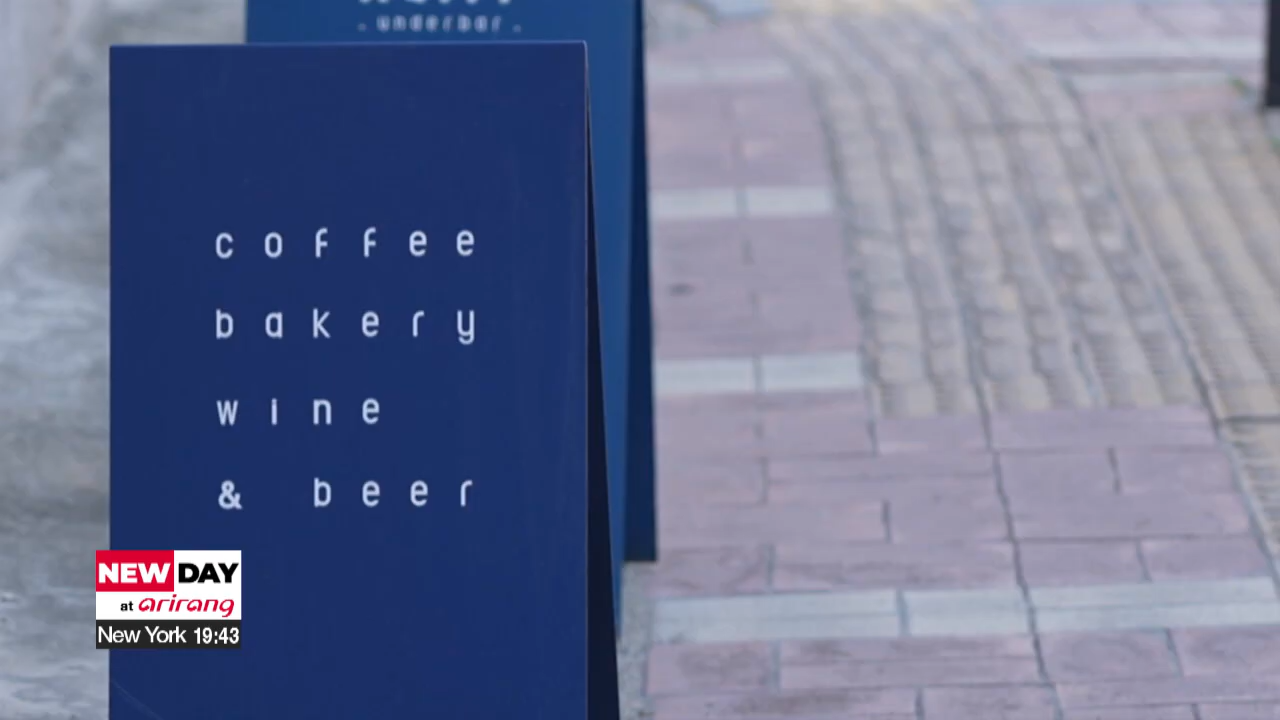 - underbar -
coffee
bakery
wine
& beer
NEW DAY
at arirang
New York 19:43